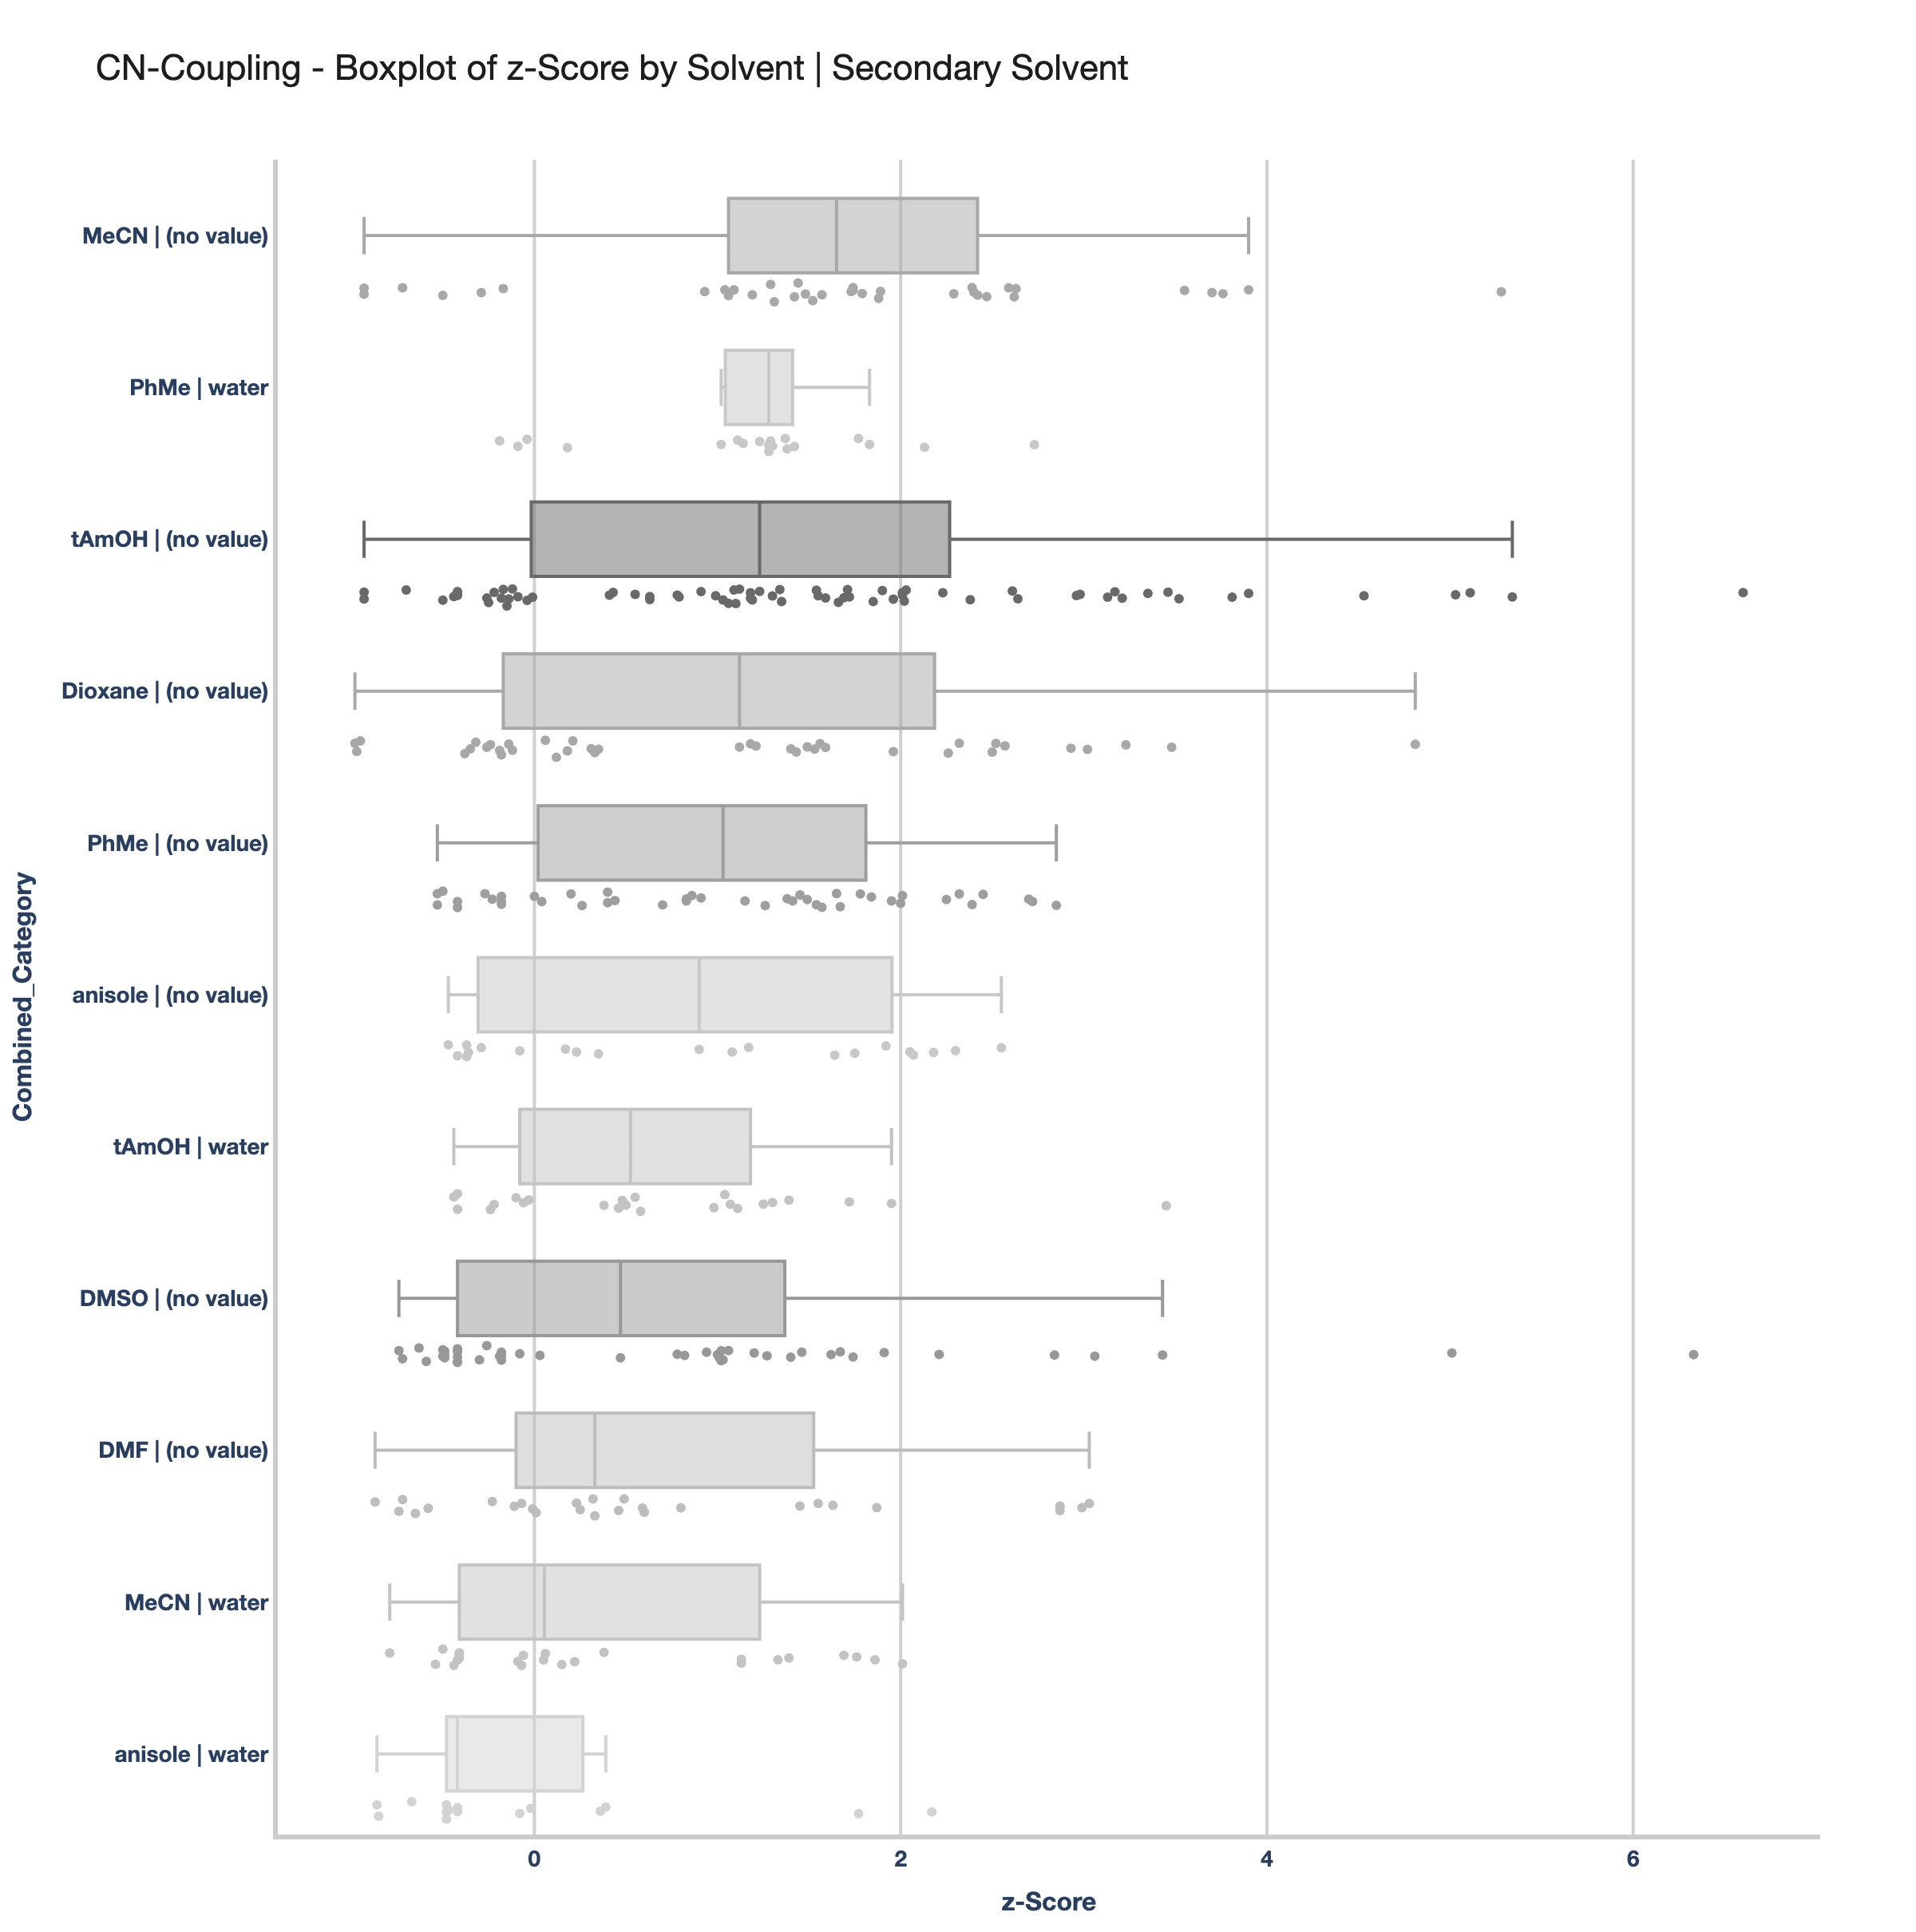 CN-Coupling - Boxplot of z-Score by Solvent | Secondary Solvent
Combined_Category
MeCN | (no value)
PhMe | water
tAmOH | (no value)
Dioxane | (no value)
PhMe | (no value)
anisole | (no value)
tAmOH | water
DMSO | (no value)
DMF | (no value)
MeCN | water
anisole | water
0 2 4 6
z-Score